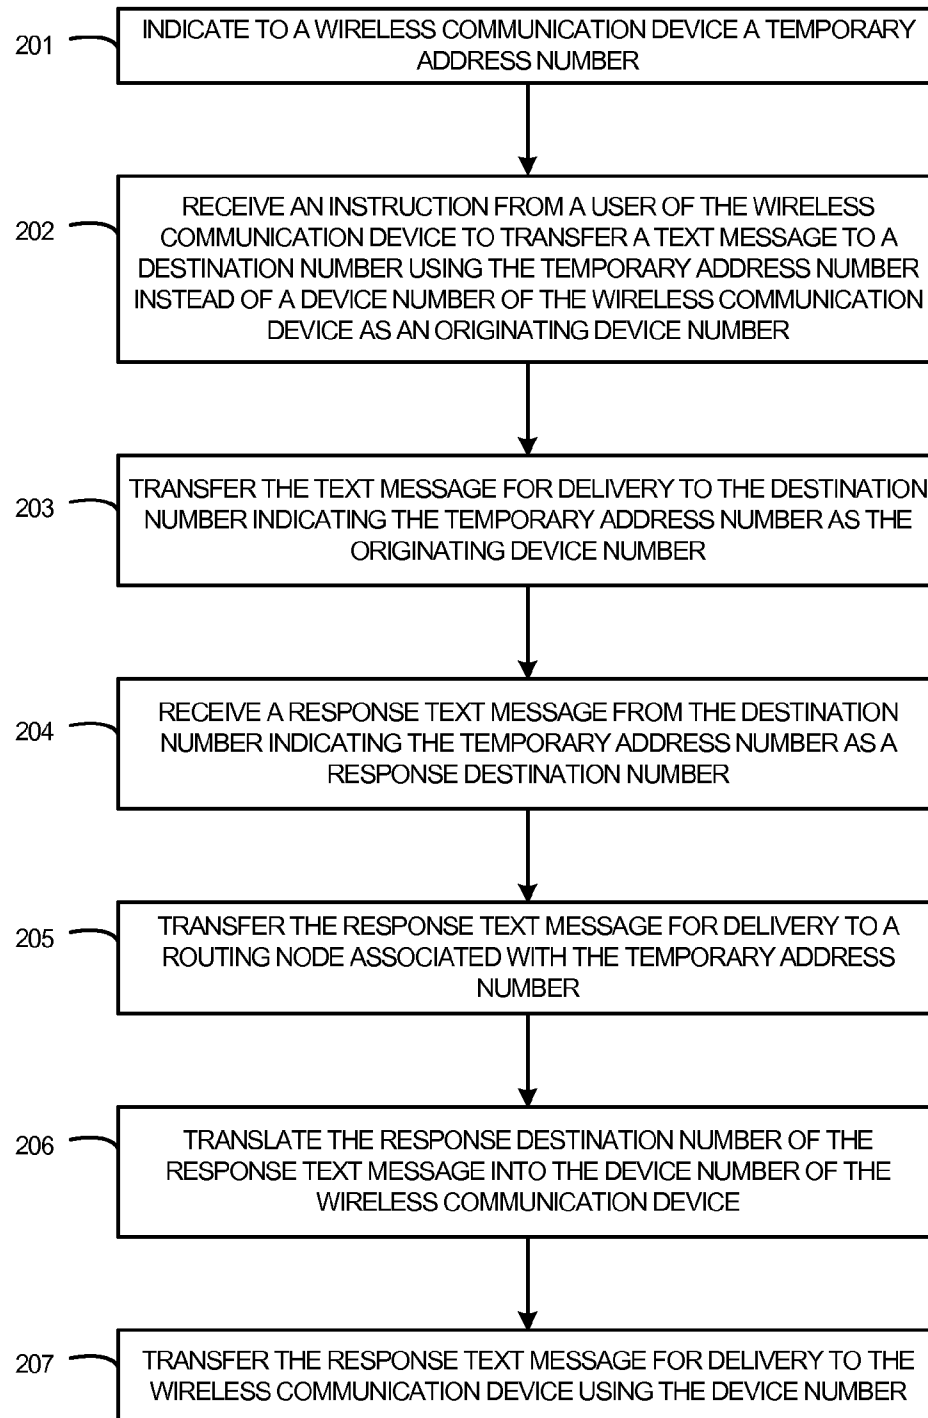 201
INDICATE TO A WIRELESS COMMUNICATION DEVICE A TEMPORARY
ADDRESS NUMBER
202
RECEIVE AN INSTRUCTION FROM A USER OF THE WIRELESS
COMMUNICATION DEVICE TO TRANSFER A TEXT MESSAGE TO A
DESTINATION NUMBER USING THE TEMPORARY ADDRESS NUMBER
INSTEAD OF A DEVICE NUMBER OF THE WIRELESS COMMUNICATION
DEVICE AS AN ORIGINATING DEVICE NUMBER
203
TRANSFER THE TEXT MESSAGE FOR DELIVERY TO THE DESTINATION
NUMBER INDICATING THE TEMPORARY ADDRESS NUMBER AS THE
ORIGINATING DEVICE NUMBER
204
RECEIVE A RESPONSE TEXT MESSAGE FROM THE DESTINATION
NUMBER INDICATING THE TEMPORARY ADDRESS NUMBER AS A
RESPONSE DESTINATION NUMBER
205
TRANSFER THE RESPONSE TEXT MESSAGE FOR DELIVERY TO A
ROUTING NODE ASSOCIATED WITH THE TEMPORARY ADDRESS
NUMBER
206
TRANSLATE THE RESPONSE DESTINATION NUMBER OF THE
RESPONSE TEXT MESSAGE INTO THE DEVICE NUMBER OF THE
WIRELESS COMMUNICATION DEVICE
207
TRANSFER THE RESPONSE TEXT MESSAGE FOR DELIVERY TO THE
WIRELESS COMMUNICATION DEVICE USING THE DEVICE NUMBER